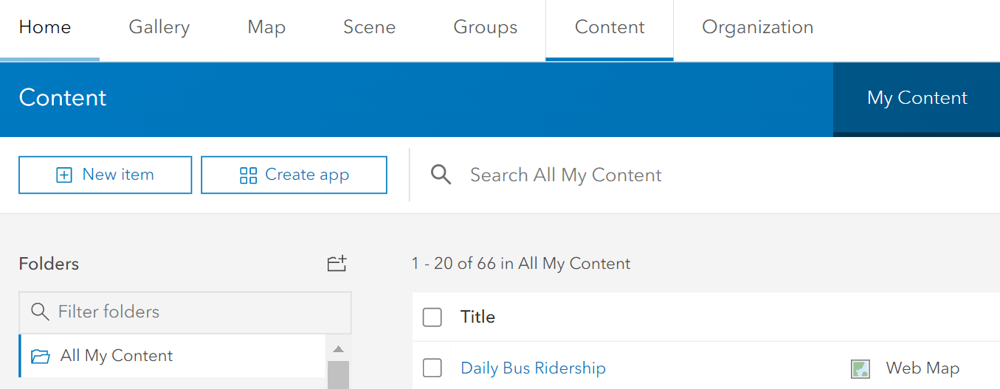 Home Gallery Map Scene Groups Content Organization
Content My Content
New item Create app Search All My Content
Folders 1 - 20 of 66 in All My Content
Filter folders Title
All My Content
Daily Bus Ridership Web Map